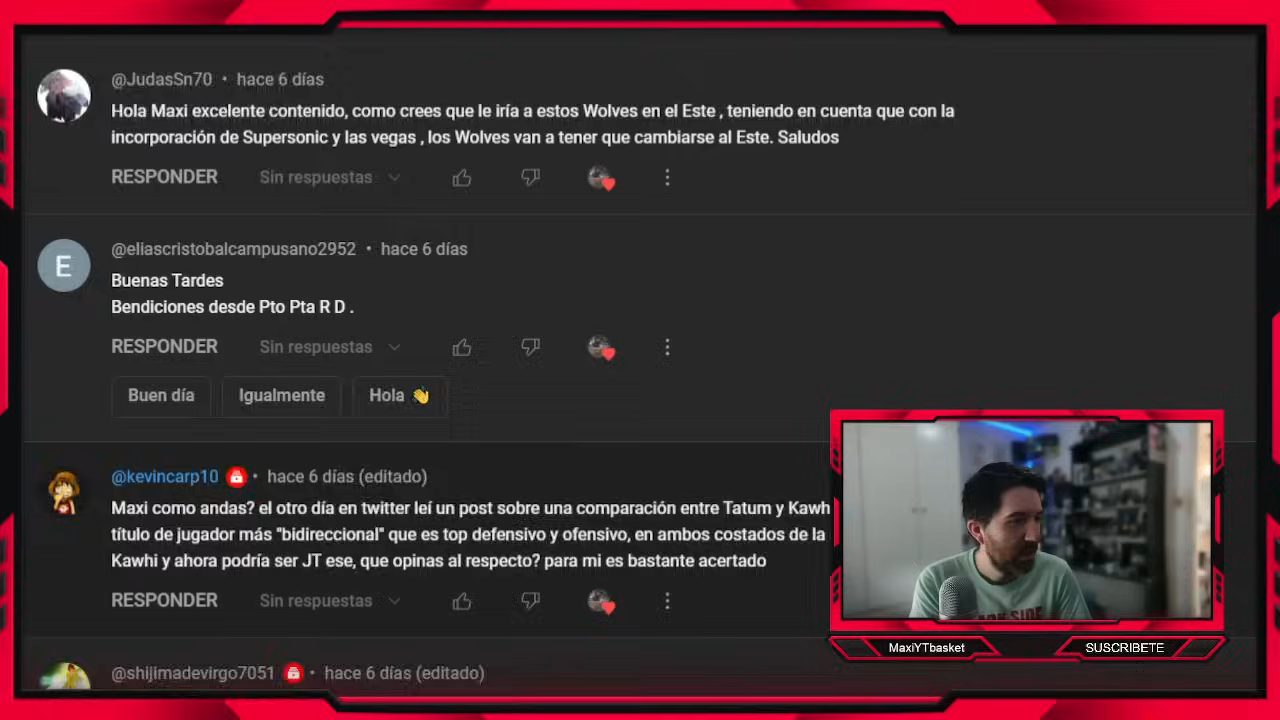 @JudasSn70 • hace 6 días
Hola Maxi excelente contenido, como crees que le iría a estos Wolves en el Este , teniendo en cuenta que con la
incorporación de Supersonic y las vegas , los Wolves van a tener que cambiarse al Este. Saludos
RESPONDER Sin respuestas
E
@eliascristobalcampusano2952 • hace 6 días
Buenas Tardes
Bendiciones desde Pto Pta R D .
RESPONDER Sin respuestas
Buen día Igualmente Hola 👋
@kevincarp10 • hace 6 días (editado)
Maxi como andas? el otro día en twitter leí un post sobre una comparación entre Tatum y Kawh
título de jugador más "bidireccional" que es top defensivo y ofensivo, en ambos costados de la
Kawhi y ahora podría ser JT ese, que opinas al respecto? para mi es bastante acertado
RESPONDER Sin respuestas
@shijimadevirgo7051 • hace 6 días (editado)
MaxiYTbasket SUSCRIBETE